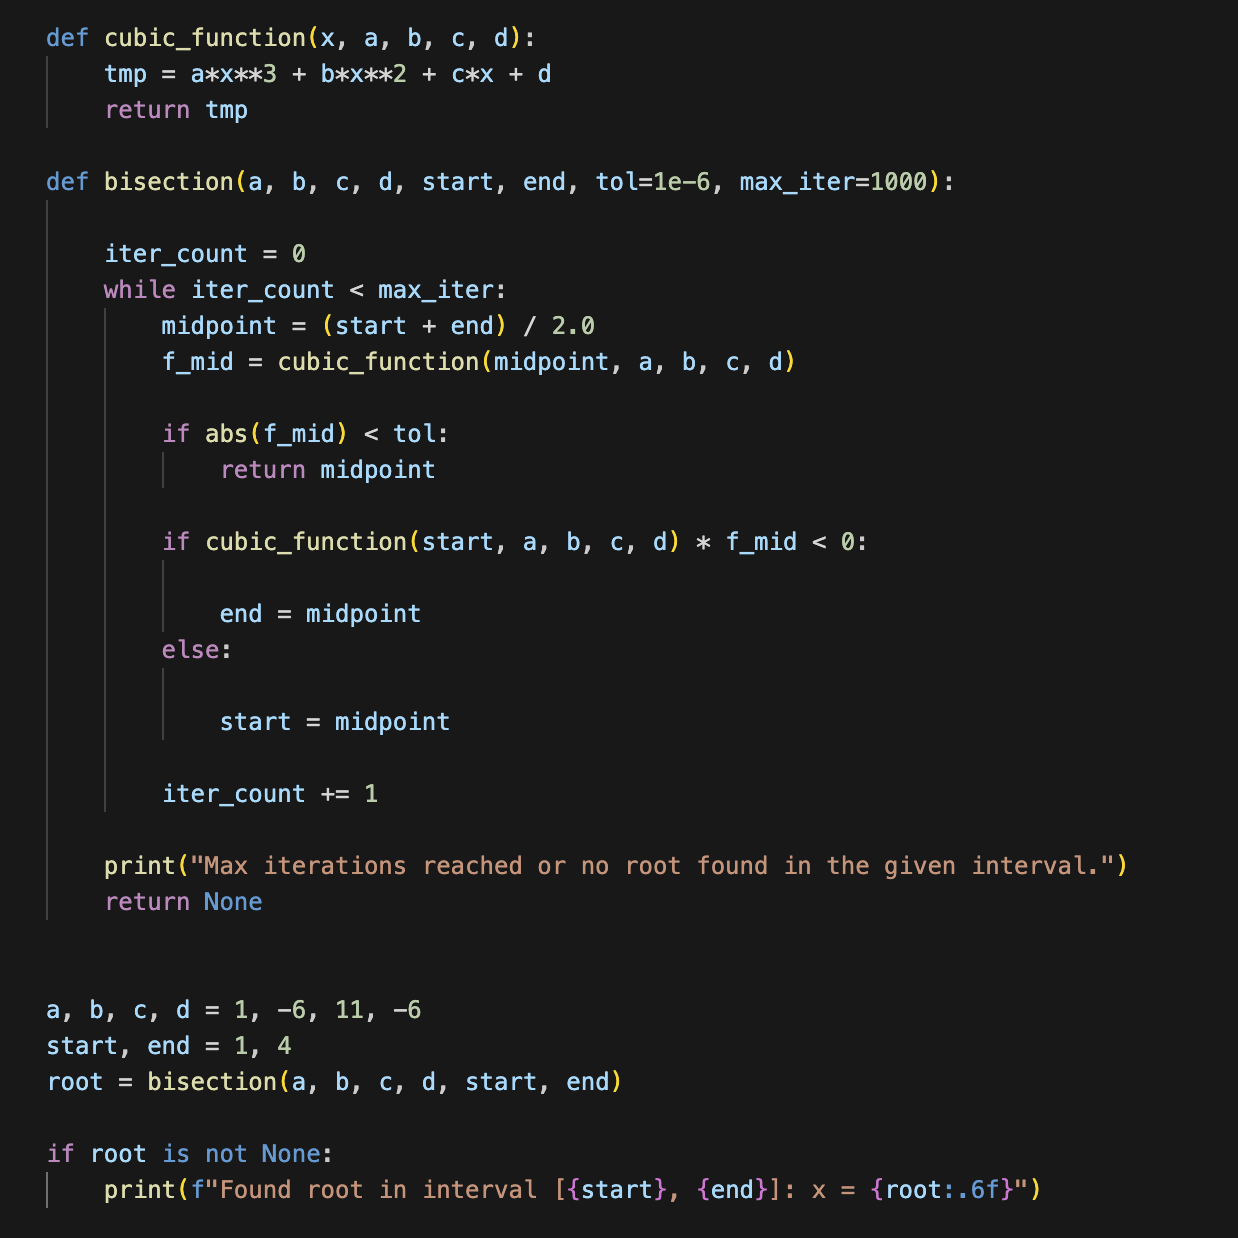 def cubic_function(x, a, b, c, d):
    tmp = a*x**3 + b*x**2 + c*x + d
    return tmp

def bisection(a, b, c, d, start, end, tol=1e-6, max_iter=1000):

    iter_count = 0
    while iter_count < max_iter:
        midpoint = (start + end) / 2.0
        f_mid = cubic_function(midpoint, a, b, c, d)

        if abs(f_mid) < tol:
            return midpoint

        if cubic_function(start, a, b, c, d) * f_mid < 0:

            end = midpoint
        else:

            start = midpoint

        iter_count += 1

    print("Max iterations reached or no root found in the given interval.")
    return None


a, b, c, d = 1, -6, 11, -6
start, end = 1, 4
root = bisection(a, b, c, d, start, end)

if root is not None:
    print(f"Found root in interval [{start}, {end}]: x = {root:.6f}")